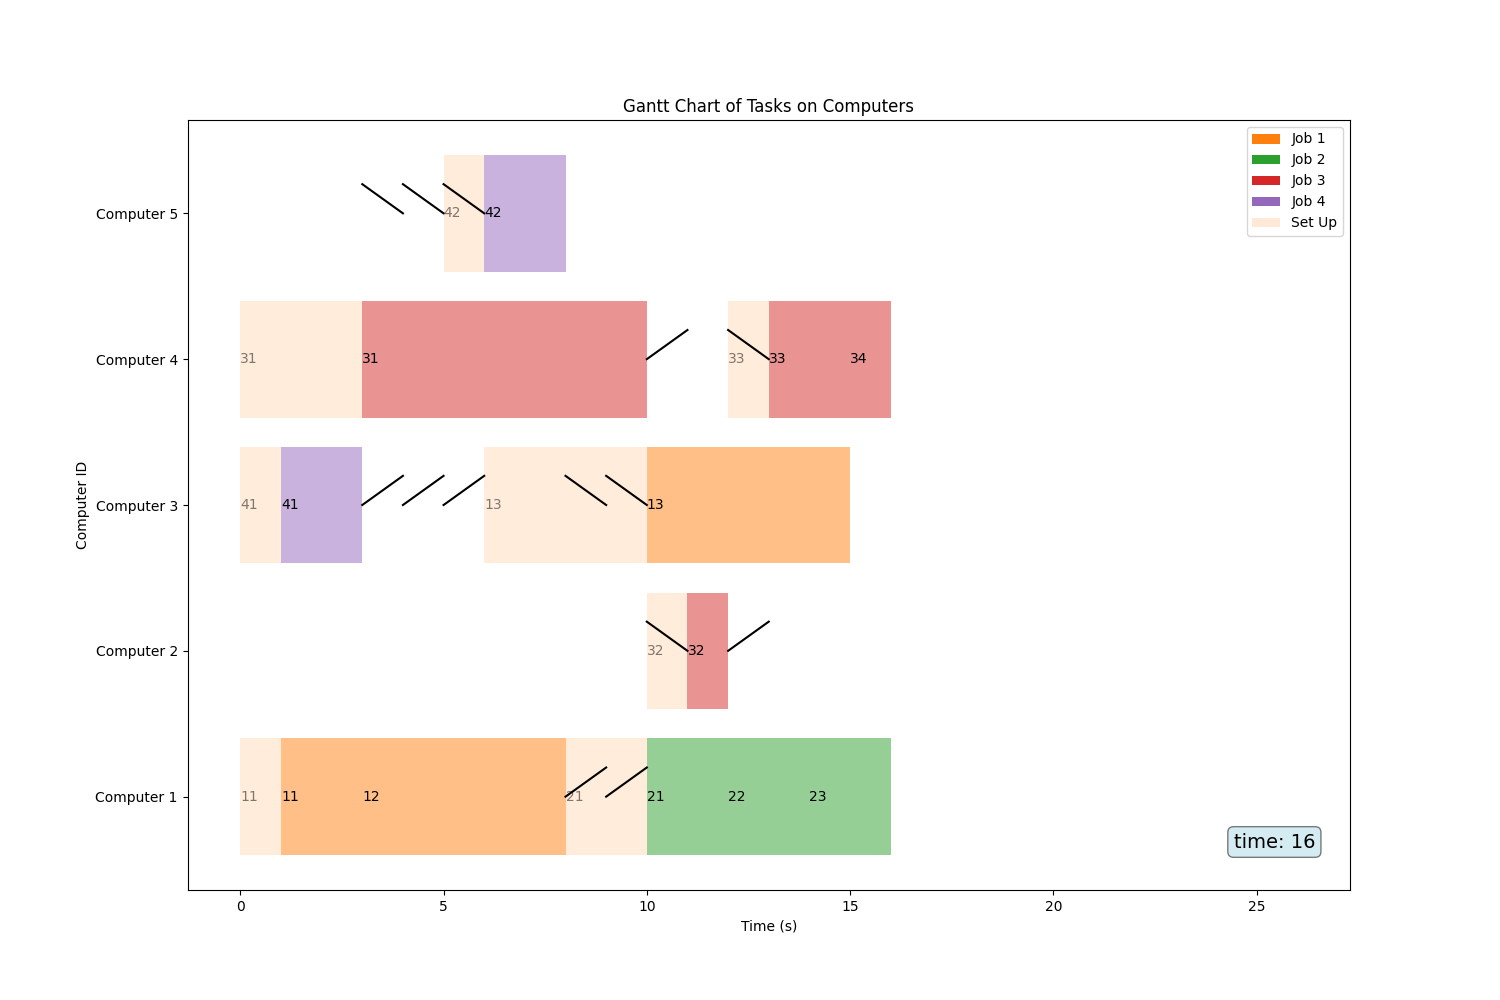 Gantt Chart of Tasks on Computers
Job 1
Job 2
Job 3
Job 4
Set Up
Computer 5
42 42
Computer 4
31 31 33 33 34
Computer 3
41 41 13 13
Computer 2
32 32
Computer 1
11 11 12 21 21 22 23
Computer ID
time: 16
0 5 10 15 20 25
Time (s)